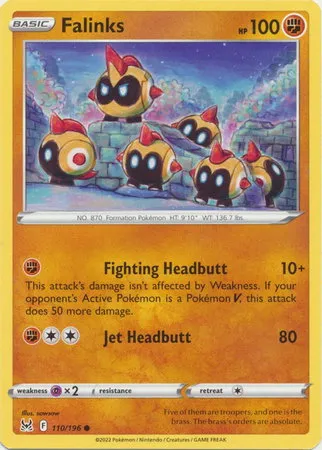 BASIC Falinks HP 100
NO. 870 Formation Pokémon HT: 9'10" WT: 136.7 lbs.
Fighting Headbutt 10+
This attack's damage isn't affected by Weakness. If your
opponent's Active Pokémon is a Pokémon V, this attack
does 50 more damage.
Jet Headbutt 80
weakness ×2 resistance retreat
Illus. sowsow
F 110/196
Five of them are troopers, and one is the
brass. The brass's orders are absolute.
©2022 Pokémon / Nintendo / Creatures / GAME FREAK